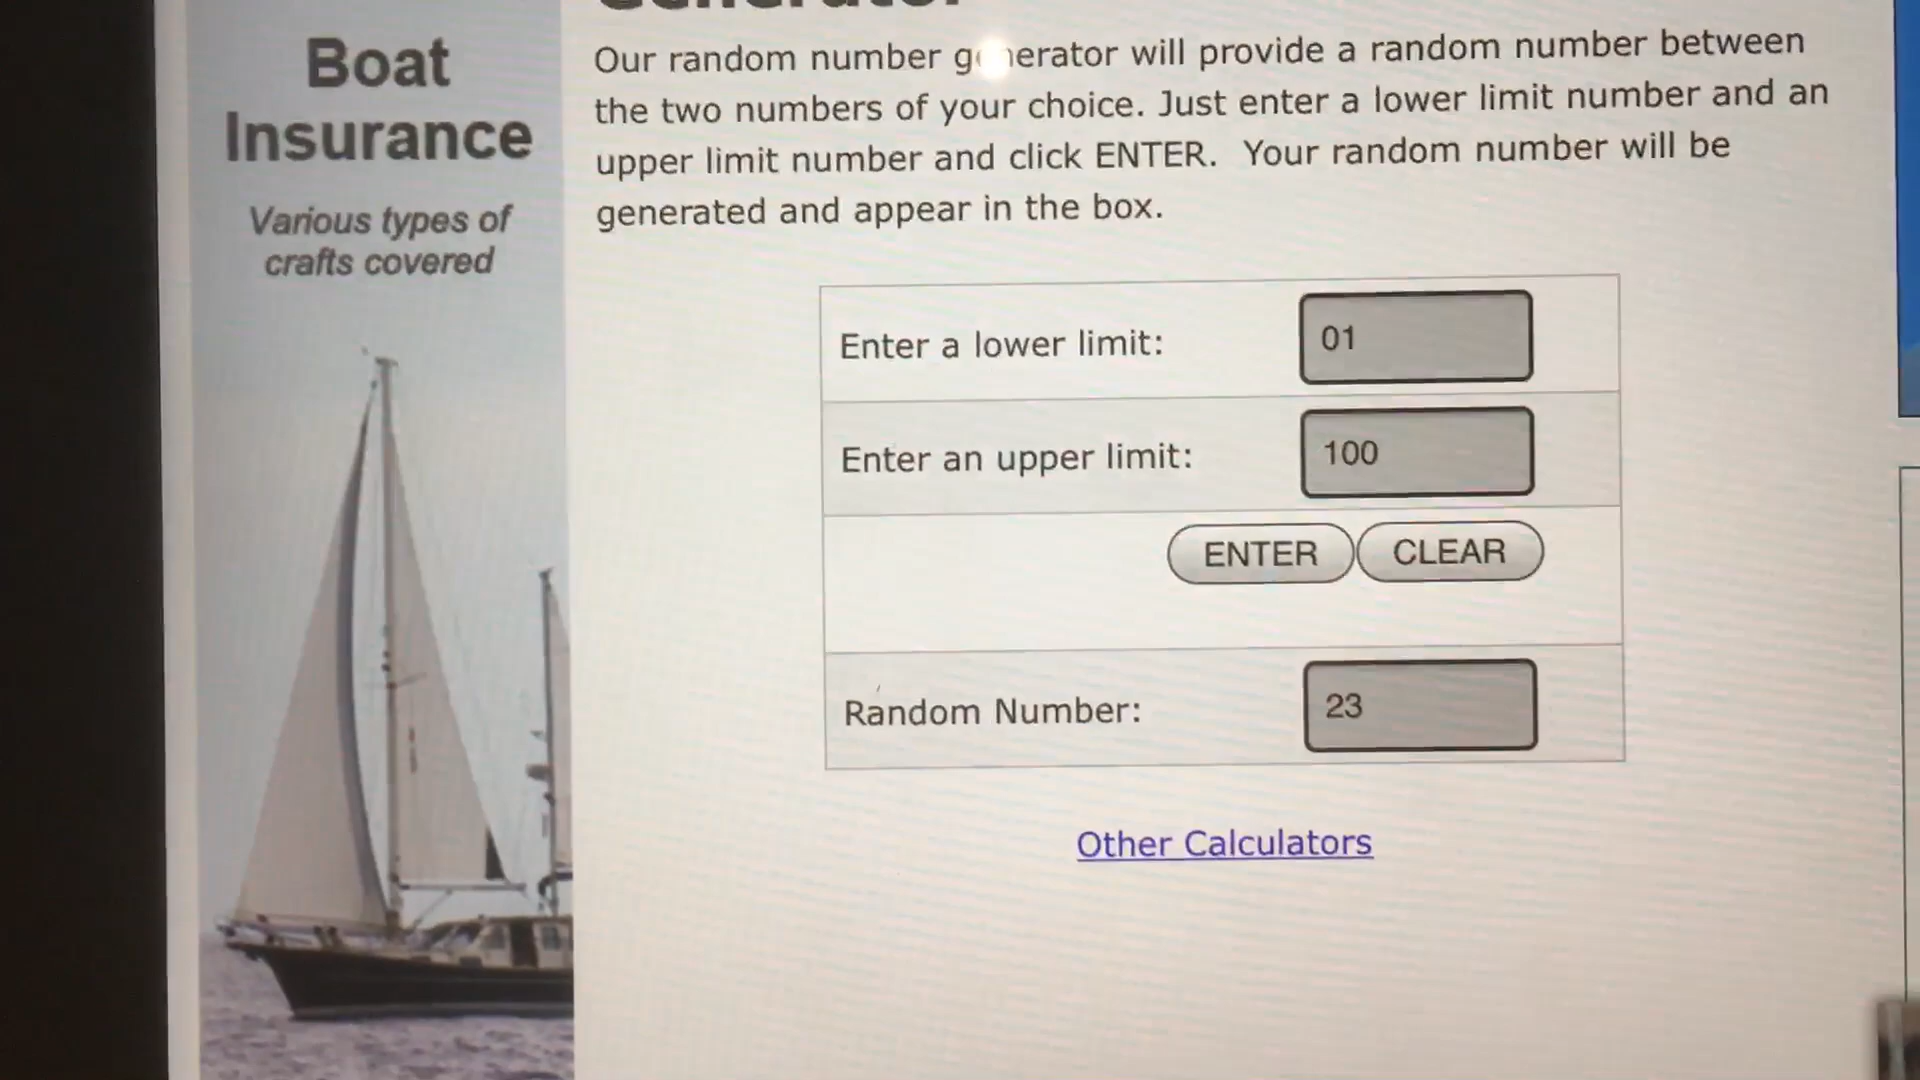 Boat
Insurance
Various types of
crafts covered
Our random number generator will provide a random number between
the two numbers of your choice. Just enter a lower limit number and an
upper limit number and click ENTER. Your random number will be
generated and appear in the box.
Enter a lower limit: 01
Enter an upper limit: 100
ENTER CLEAR
Random Number: 23
Other Calculators